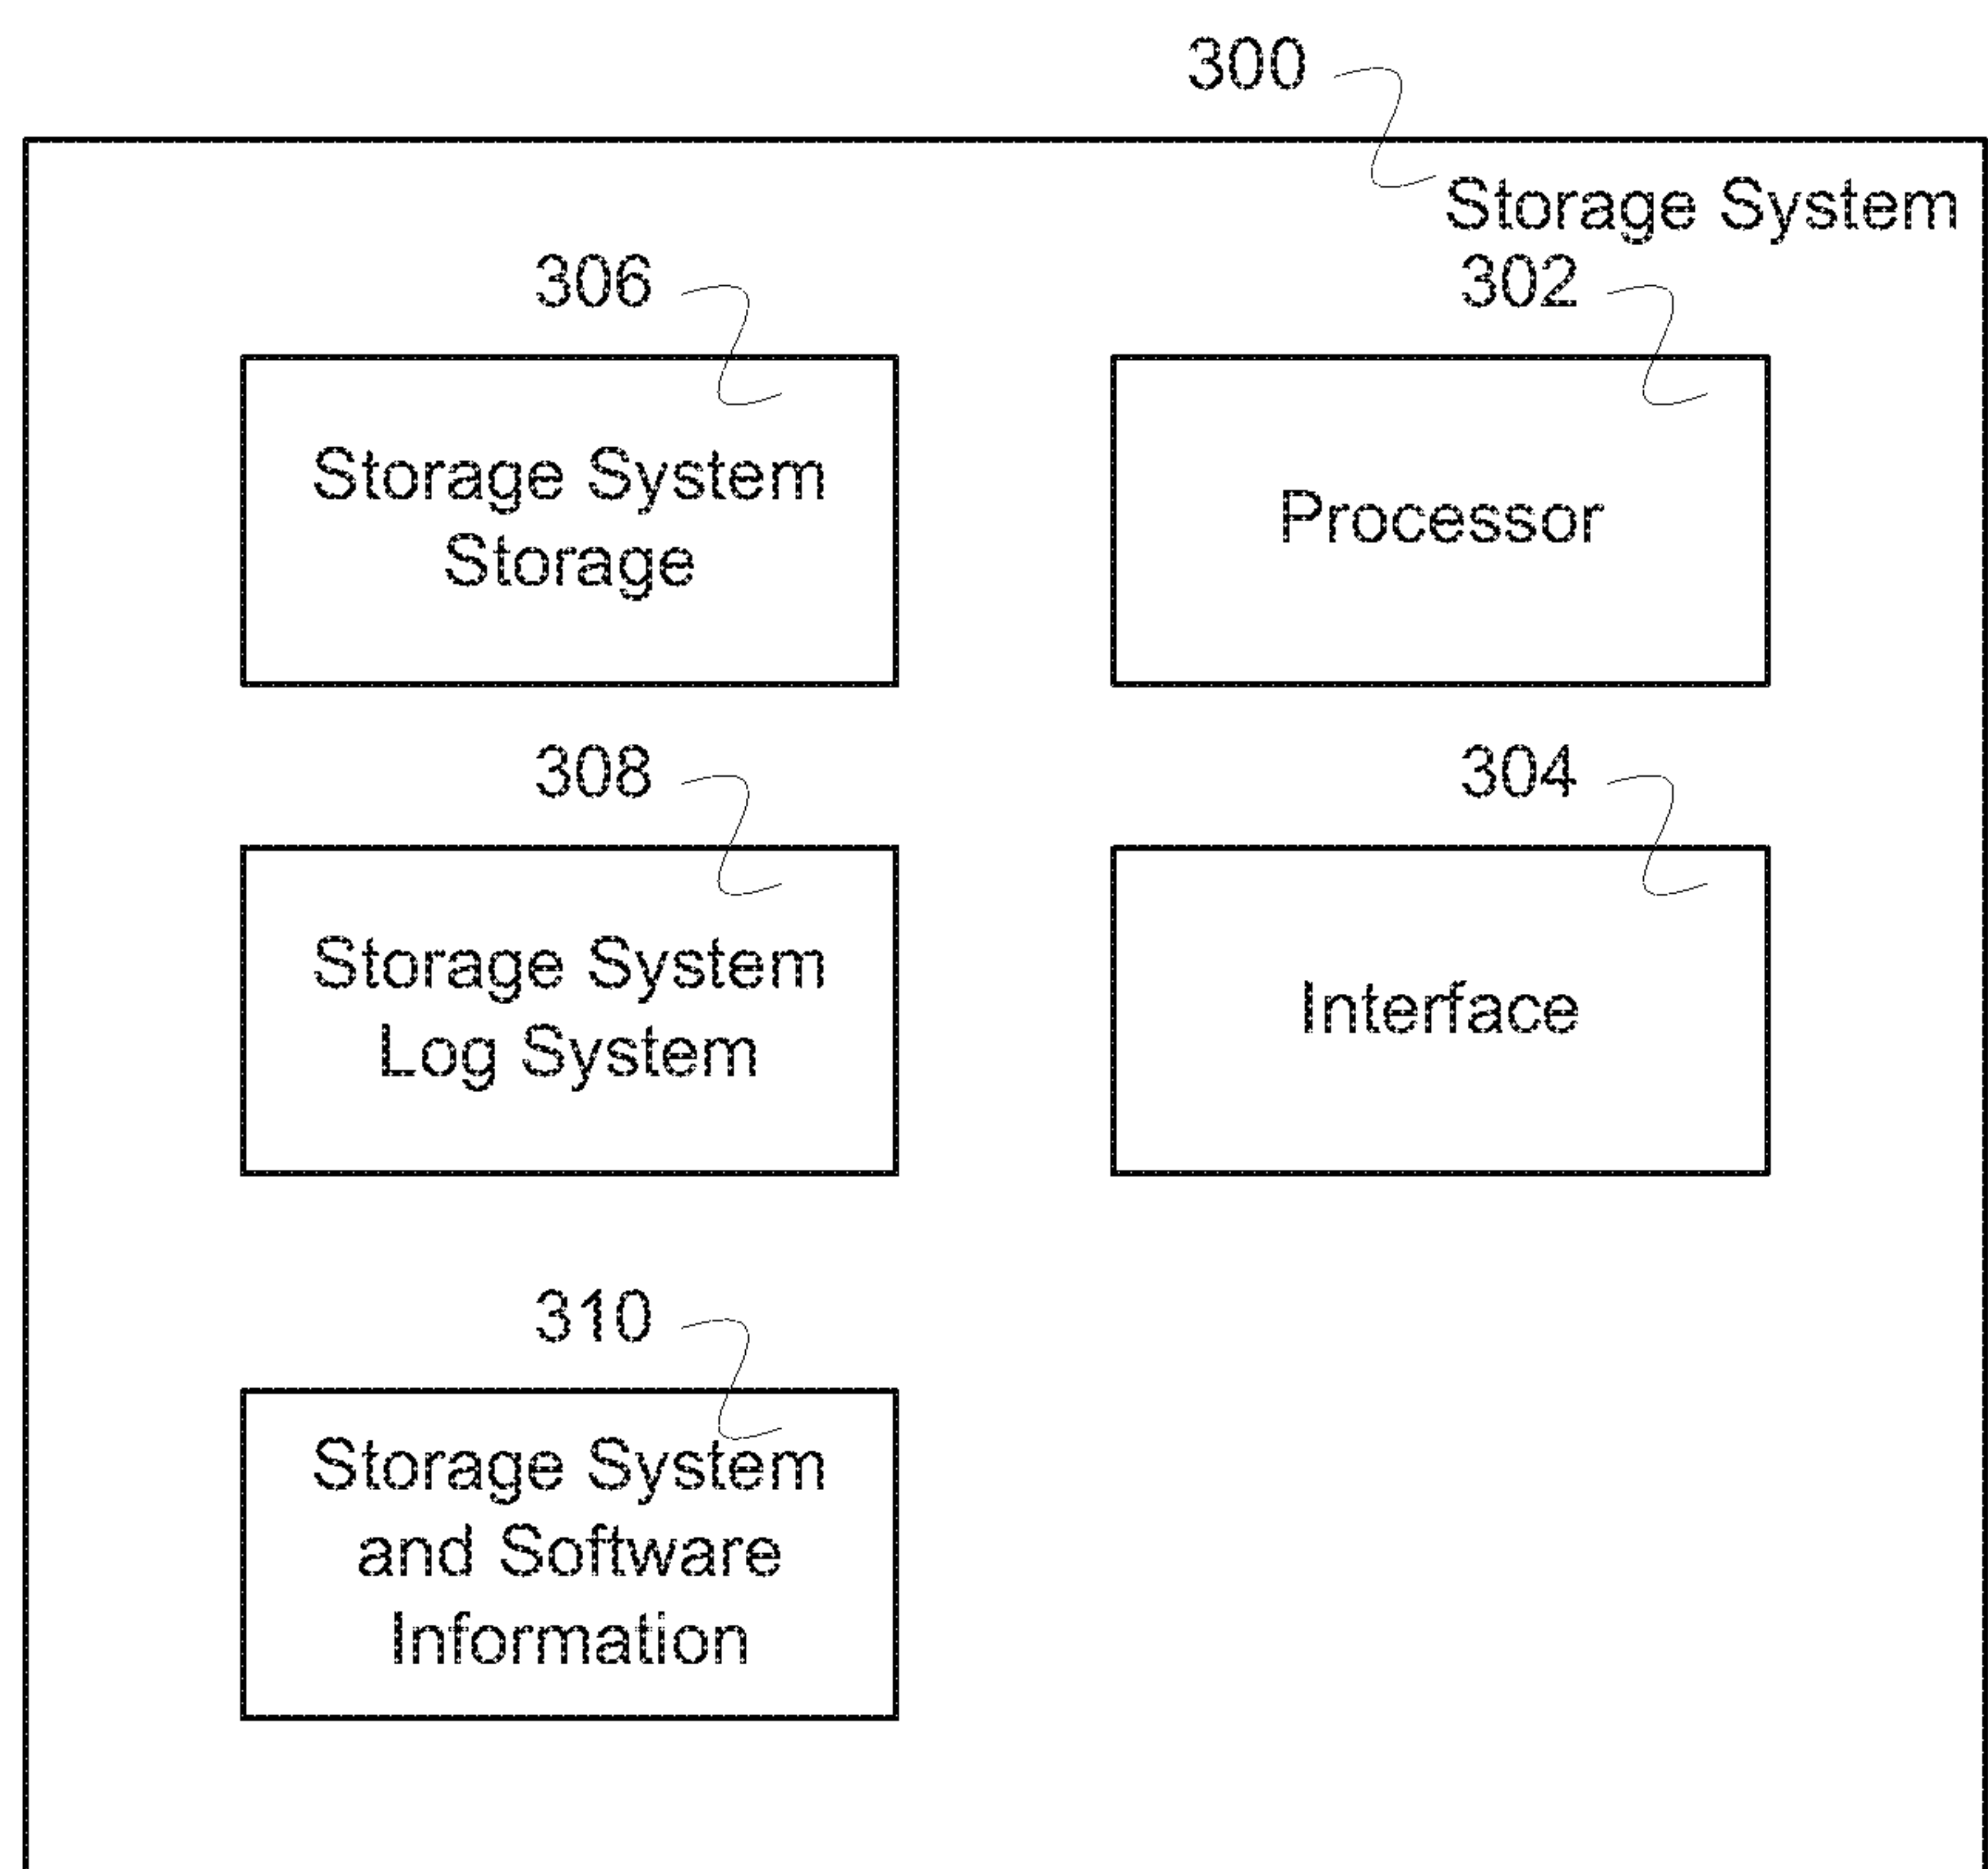 300
Storage System
306
302
Storage System
Storage
Processor
308
304
Storage System
Log System
Interface
310
Storage System
and Software
Information